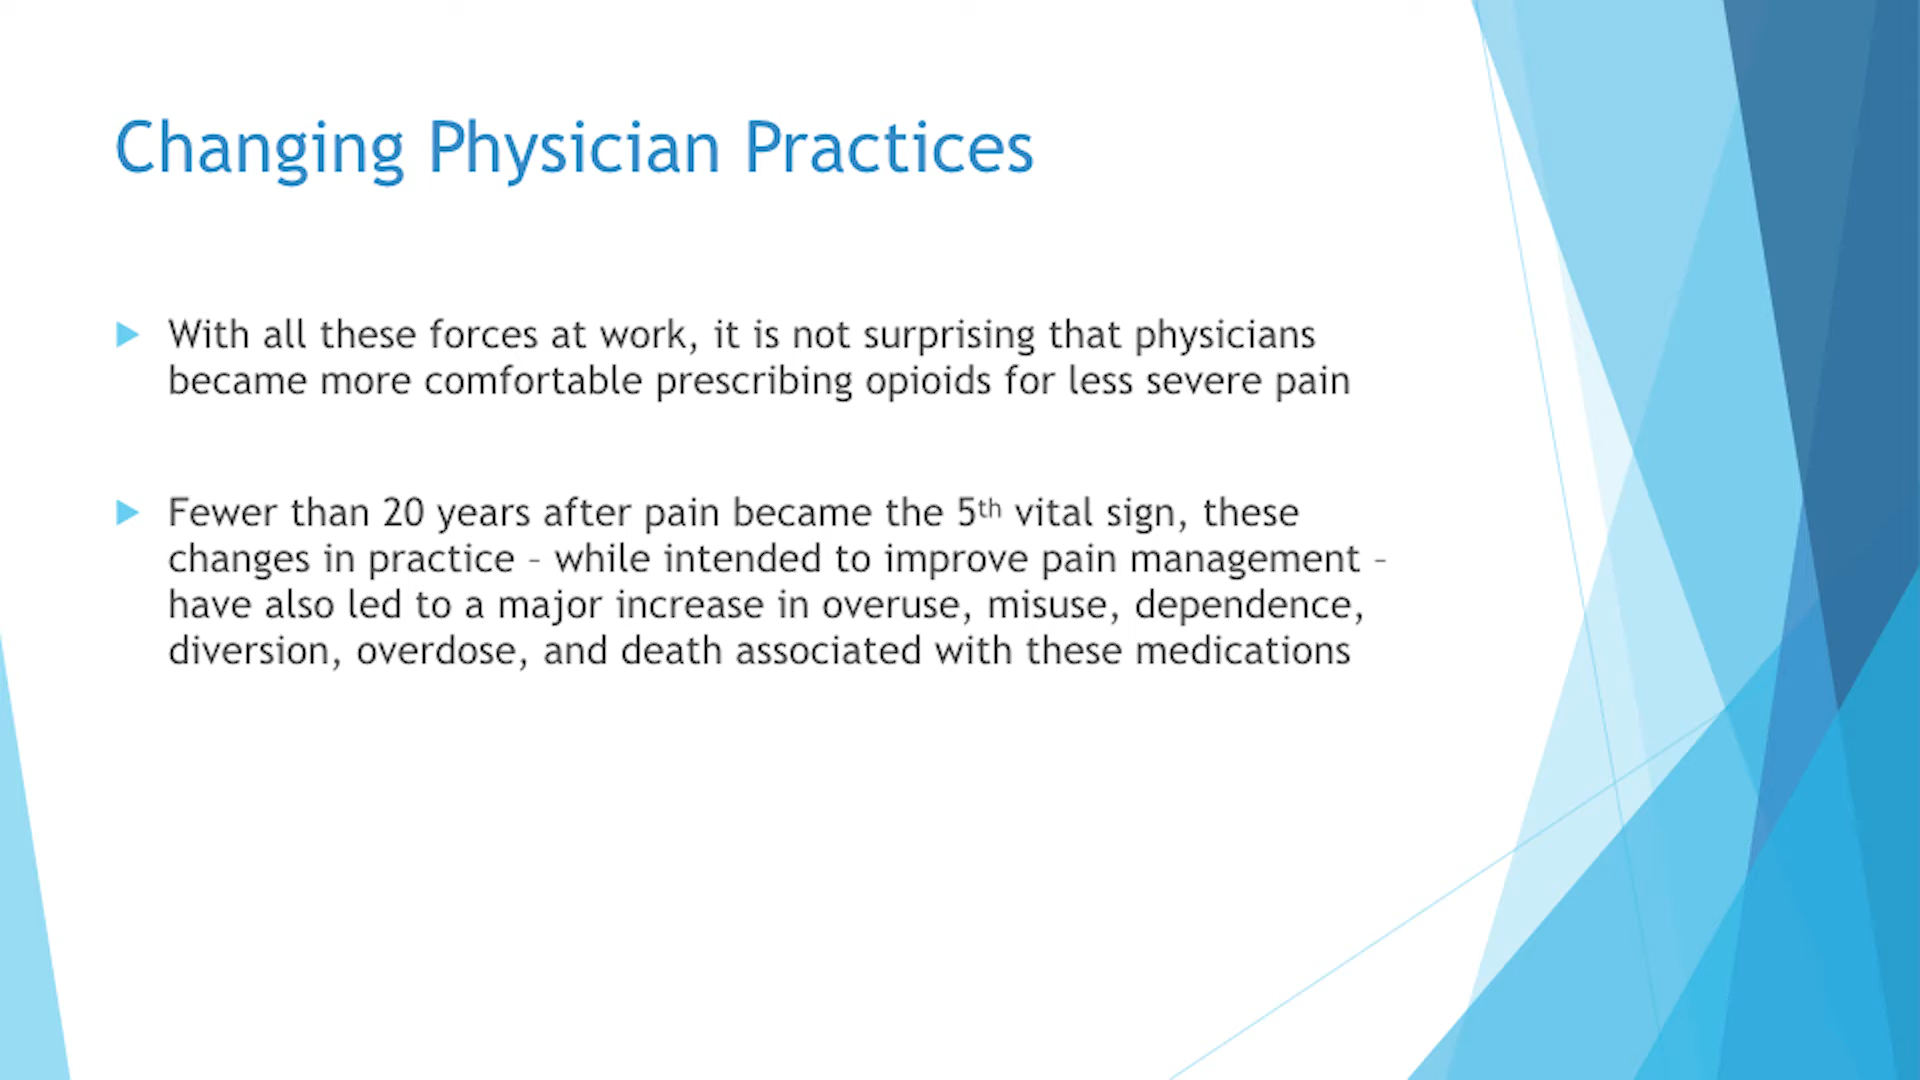 Changing Physician Practices
With all these forces at work, it is not surprising that physicians
became more comfortable prescribing opioids for less severe pain
Fewer than 20 years after pain became the 5th vital sign, these
changes in practice – while intended to improve pain management –
have also led to a major increase in overuse, misuse, dependence,
diversion, overdose, and death associated with these medications